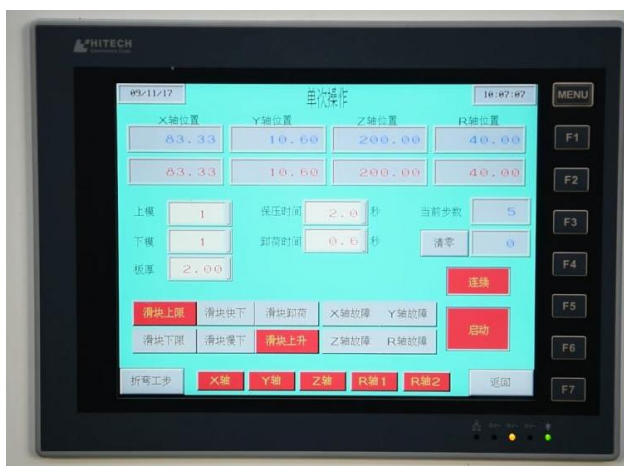 HITECH
09/11/17 单次操作 10:07:07 MENU
X轴位置 Y轴位置 Z轴位置 R轴位置
83.33 10.60 200.00 40.00 F1
83.33 10.60 200.00 40.00 F2
上模 1 保压时间 2.0 秒 当前步数 5 F3
下模 1 卸荷时间 0.6 秒 清零 0
板厚 2.00 F4
连续
滑块上限 滑块快下 滑块卸荷 X轴故障 Y轴故障 F5
启动
滑块下限 滑块慢下 滑块上升 Z轴故障 R轴故障 F6
折弯工步 X轴 Y轴 Z轴 R轴1 R轴2 返回 F7